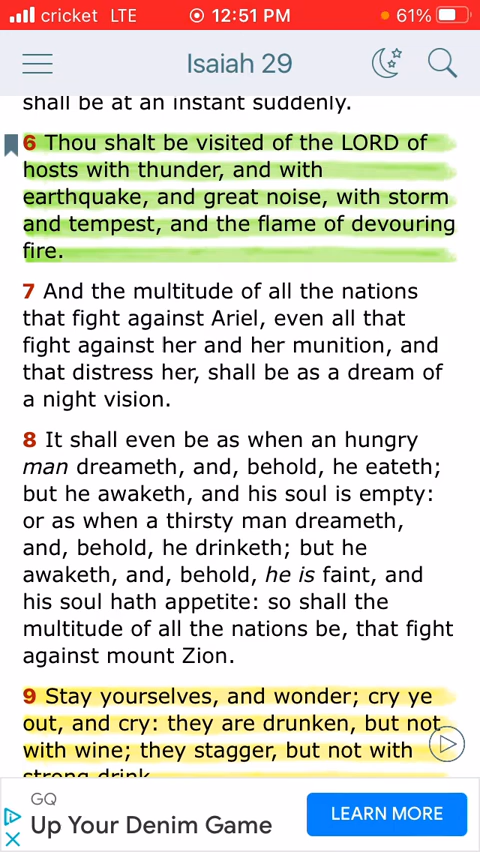 cricket LTE 12:51 PM 61%
Isaiah 29
shall be at an instant suddenly.
6 Thou shalt be visited of the LORD of
hosts with thunder, and with
earthquake, and great noise, with storm
and tempest, and the flame of devouring
fire.
7 And the multitude of all the nations
that fight against Ariel, even all that
fight against her and her munition, and
that distress her, shall be as a dream of
a night vision.
8 It shall even be as when an hungry
man dreameth, and, behold, he eateth;
but he awaketh, and his soul is empty:
or as when a thirsty man dreameth,
and, behold, he drinketh; but he
awaketh, and, behold, he is faint, and
his soul hath appetite: so shall the
multitude of all the nations be, that fight
against mount Zion.
9 Stay yourselves, and wonder; cry ye
out, and cry: they are drunken, but not
with wine; they stagger, but not with
strong drink.
GQ
Up Your Denim Game
LEARN MORE